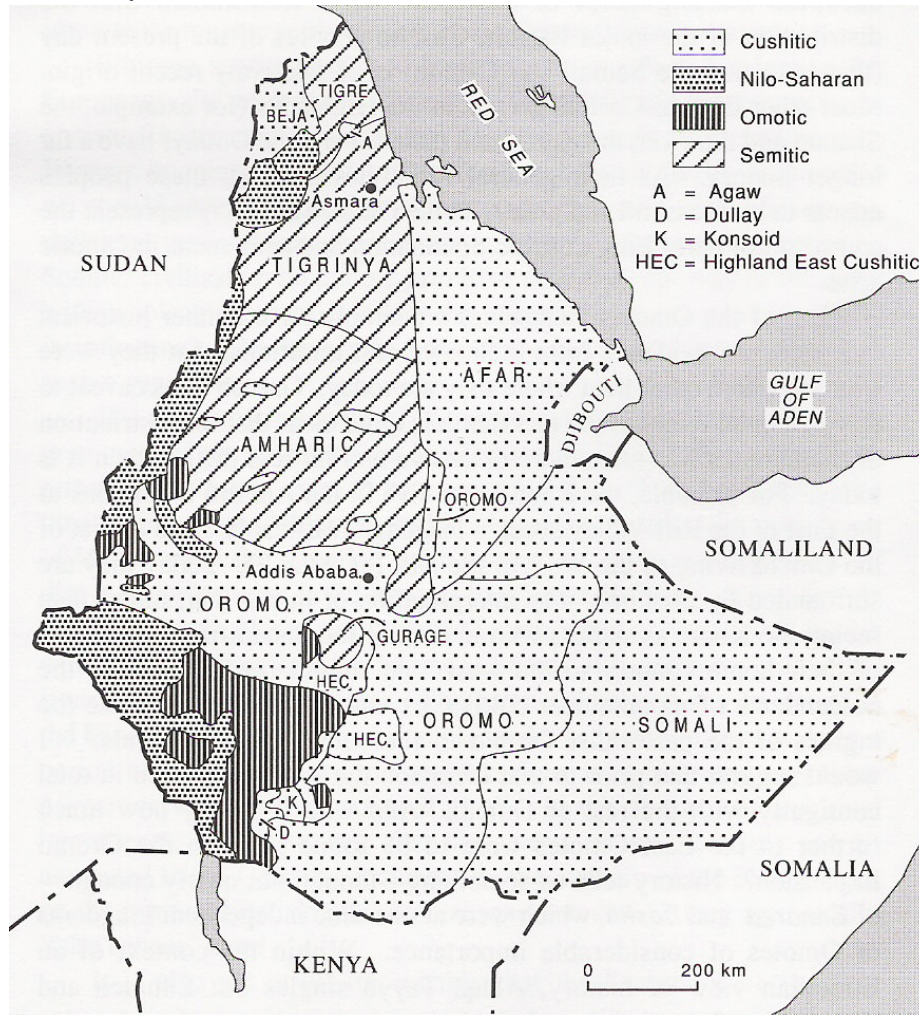 Cushitic
Nilo-Saharan
Omotic
Semitic
A = Agaw
D = Dullay
K = Konsoid
HEC = Highland East Cushitic
TIGRE
BEJA
A
RED SEA
Asmara
SUDAN
TIGRINYA
AFAR
DJIBOUTI
GULF
OF
ADEN
AMHARIC
OROMO
SOMALILAND
Addis Ababa
OROMO
GURAGE
HEC
OROMO
SOMALI
HEC
K
D
SOMALIA
KENYA
0 200 km